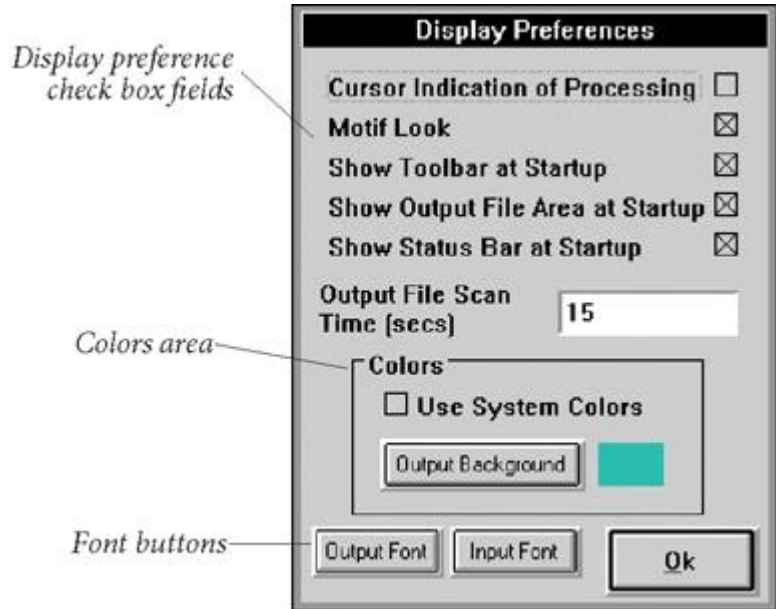 Display Preferences
Display preference
check box fields
Cursor Indication of Processing
Motif Look
Show Toolbar at Startup
Show Output File Area at Startup
Show Status Bar at Startup
Output File Scan
Time (secs)
15
Colors area
Colors
Use System Colors
Output Background
Font buttons
Output Font
Input Font
Ok